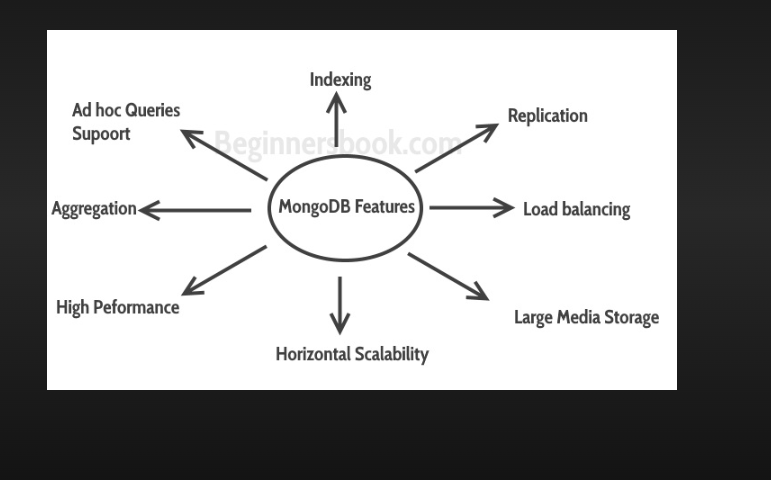 Indexing
Ad hoc Queries
Supoort
Replication
Beginnersbook.com
MongoDB Features
Aggregation
Load balancing
High Peformance
Large Media Storage
Horizontal Scalability